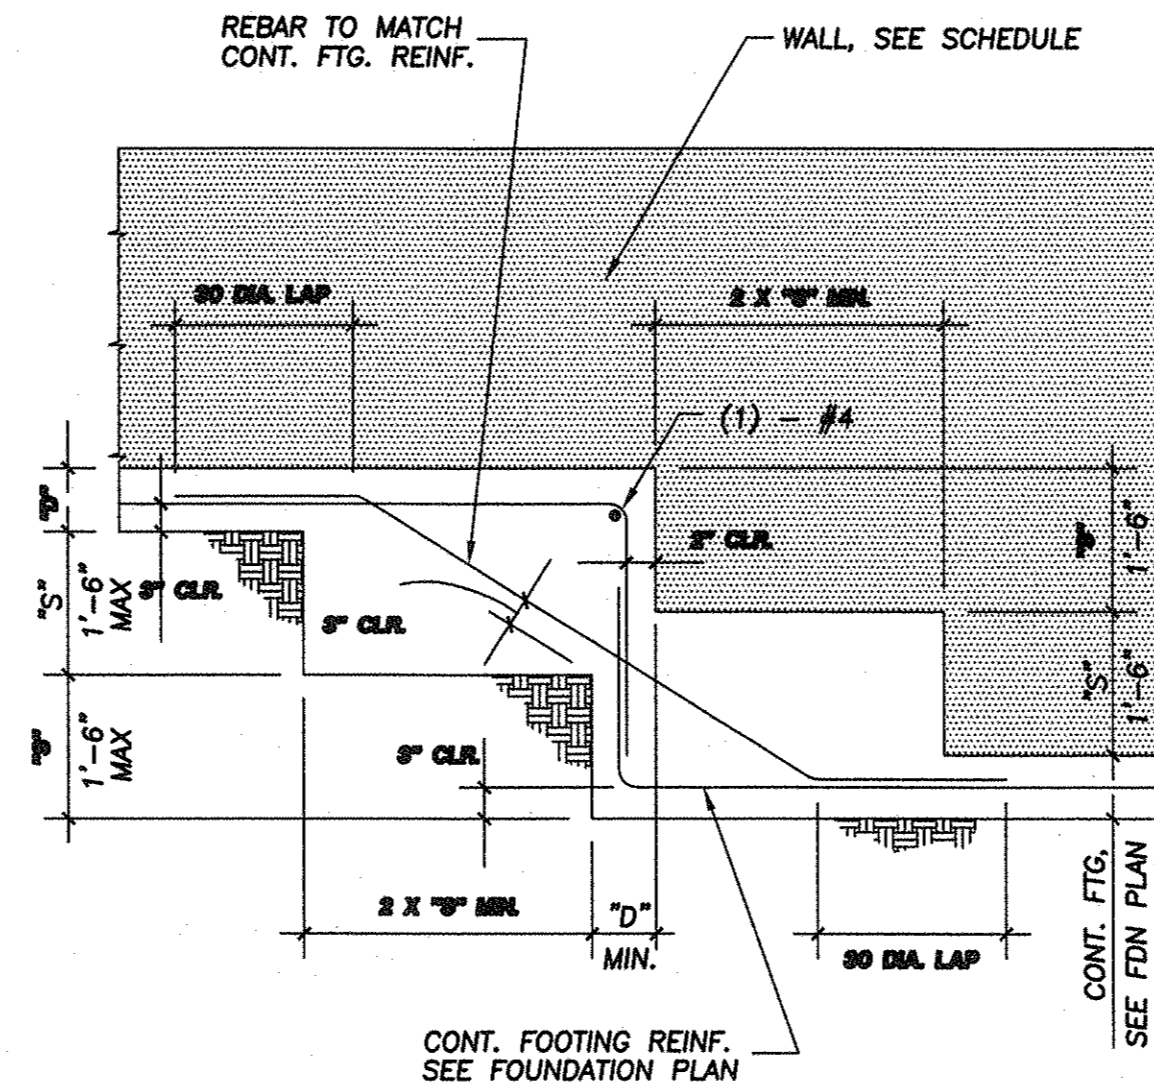 REBAR TO MATCH
CONT. FTG. REINF.
WALL, SEE SCHEDULE
30 DIA. LAP
2 X "S" MIN.
(1) - #4
"D"
"S"
1'-6"
MAX
3" CLR.
3" CLR.
2" CLR.
"S"
1'-6"
"S"
1'-6"
"S"
1'-6"
MAX
3" CLR.
2 X "S" MIN.
"D"
MIN.
30 DIA. LAP
CONT. FTG,
SEE FDN PLAN
CONT. FOOTING REINF.
SEE FOUNDATION PLAN